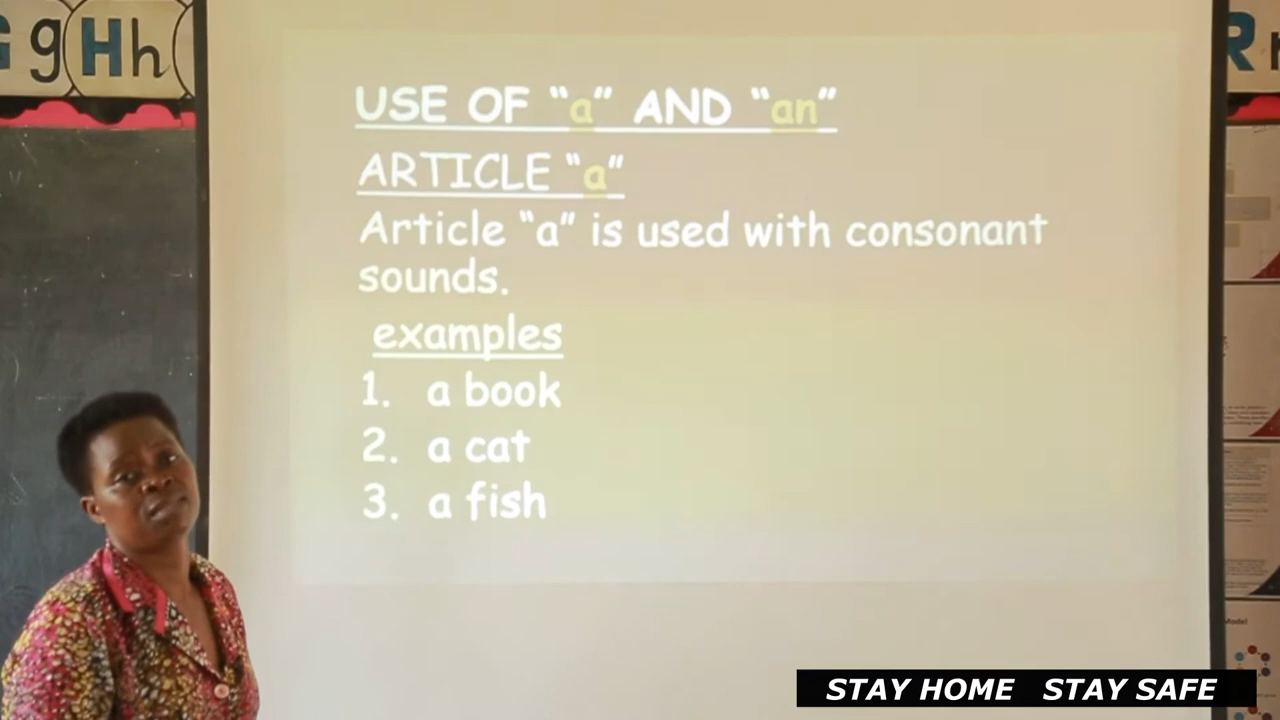 g Hh
R
USE OF “a” AND “an”
ARTICLE “a”
Article “a” is used with consonant
sounds.
examples
1. a book
2. a cat
3. a fish
Model
STAY HOME STAY SAFE